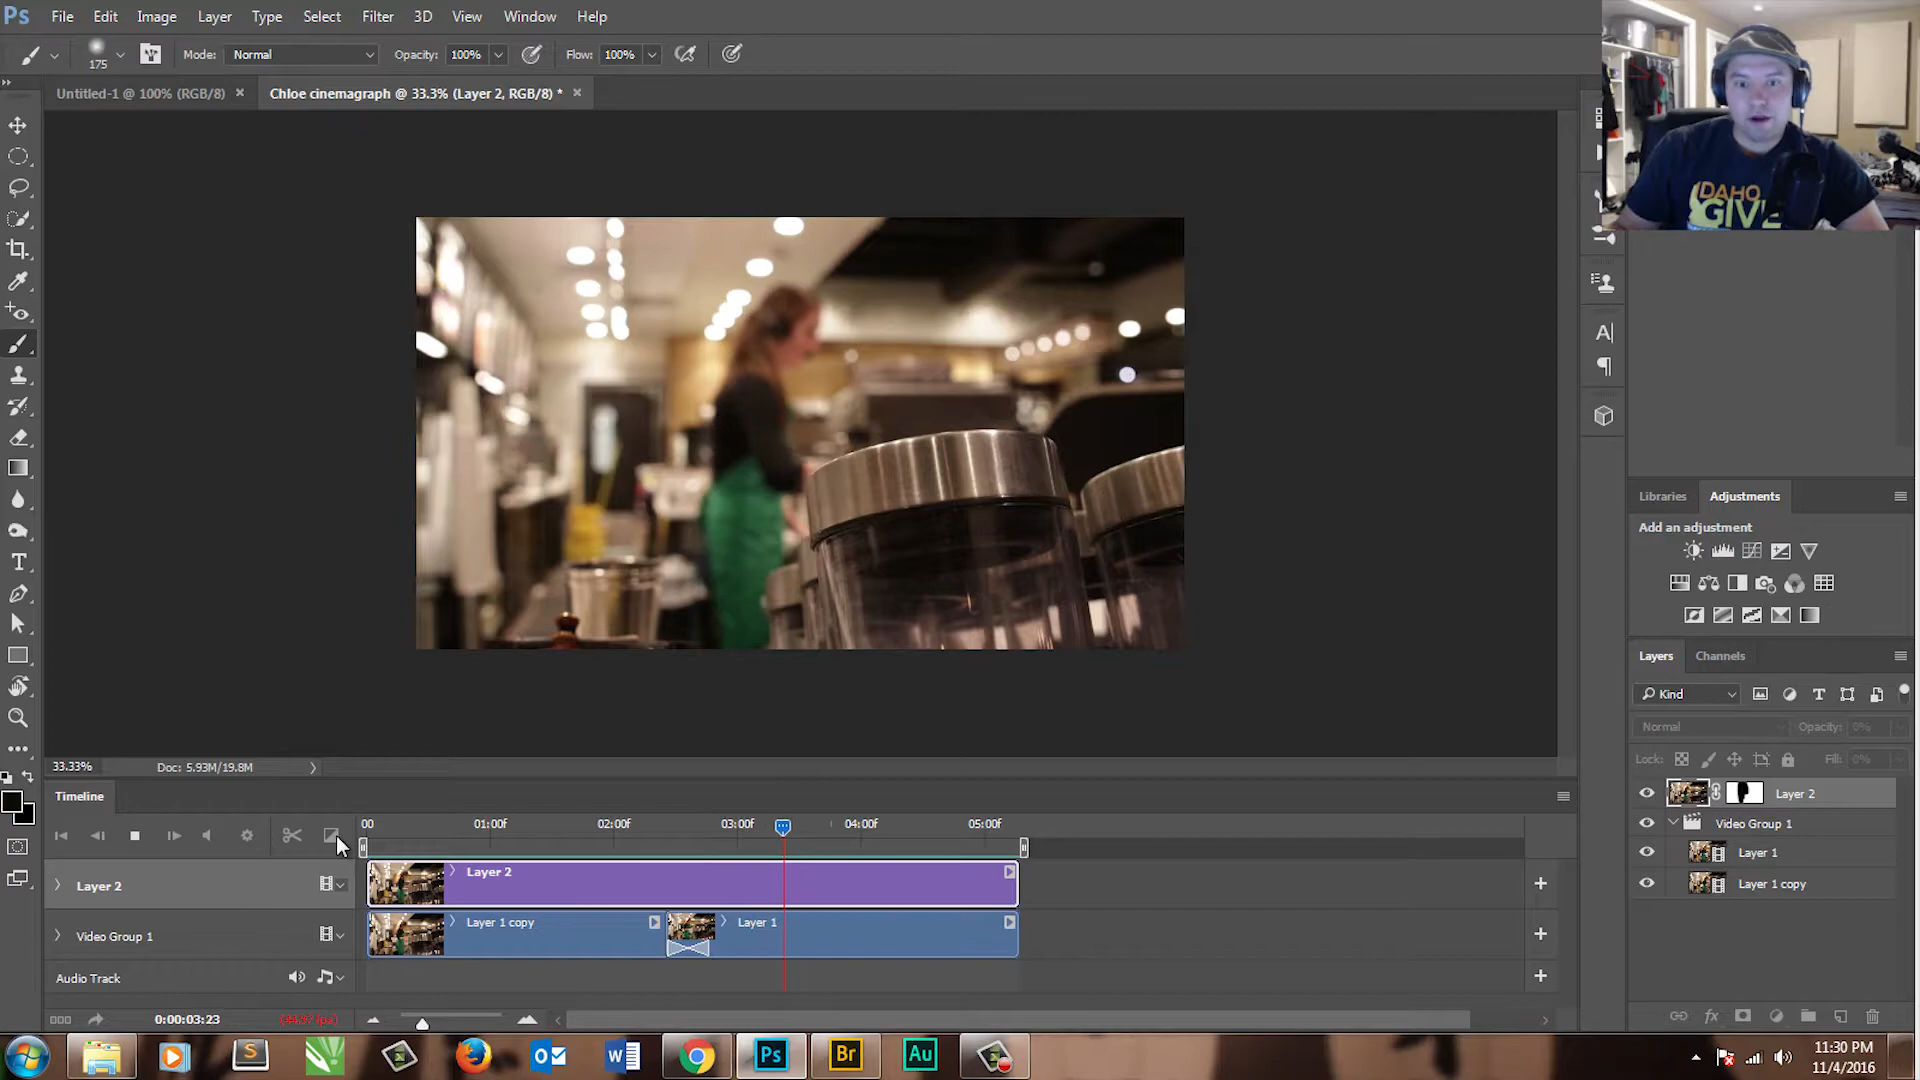 Ps File Edit Image Layer Type Select Filter 3D View Window Help
175 Mode: Normal Opacity: 100% Flow: 100%
Untitled-1 @ 100% (RGB/8) × Chloe cinemagraph @ 33.3% (Layer 2, RGB/8) * ×
IDAHO
GIVE
Libraries Adjustments
Add an adjustment
Layers Channels
Kind
Normal Opacity: 0%
Lock: Fill: 0%
Layer 2
Video Group 1
Layer 1
Layer 1 copy
33.33% Doc: 5.93M/19.8M
Timeline
00 01:00f 02:00f 03:00f 04:00f 05:00f
Layer 2 Layer 2
Video Group 1 Layer 1 copy Layer 1
Audio Track
0:00:03:23
fx
Ps Br Au
11:30 PM
11/4/2016